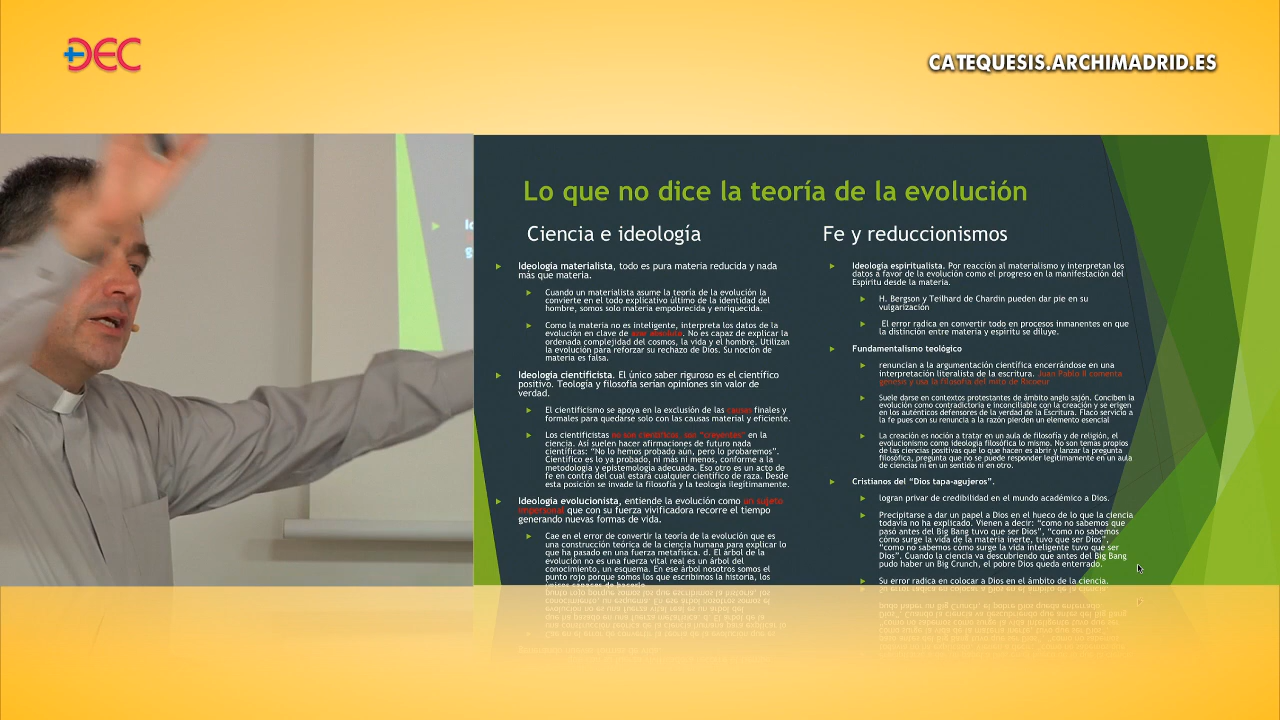 DEC
CATEQUESIS.ARCHIMADRID.ES
Lo que no dice la teoría de la evolución
Ciencia e ideología
Ideología materialista, todo es pura materia reducida y nada
más que materia.
Cuando un materialista asume la teoría de la evolución la
convierte en el todo explicativo último de la identidad del
hombre, somos solo materia empobrecida y enriquecida.
Como la materia no es inteligente, interpreta los datos de la
evolución en clave de azar absoluto. No es capaz de explicar la
ordenada complejidad del cosmos, la vida y el hombre. Utilizan
la evolución para reforzar su rechazo de Dios. Su noción de
materia es falsa.
Ideología cientificista. El único saber riguroso es el científico
positivo. Teología y filosofía serían opiniones sin valor de
verdad.
El cientificismo se apoya en la exclusión de las causas finales y
formales para quedarse solo con las causas material y eficiente.
Los cientificistas no son científicos, son "creyentes" en la
ciencia. Así suelen hacer afirmaciones de futuro nada
científicas: "No lo hemos probado aún, pero lo probaremos".
Científico es lo ya probado, ni más ni menos, conforme a la
metodología y epistemología adecuada. Eso otro es un acto de
fe en contra del cual estará cualquier científico de raza. Desde
esta posición se invade la filosofía y la teología ilegítimamente.
Ideología evolucionista, entiende la evolución como un sujeto
impersonal que con su fuerza vivificadora recorre el tiempo
generando nuevas formas de vida.
Cae en el error de convertir la teoría de la evolución que es
una construcción teórica de la ciencia humana para explicar lo
que ha pasado en una fuerza metafísica. d. El árbol de la
evolución no es una fuerza vital real es un árbol del
conocimiento, un esquema. En ese árbol nosotros somos el
punto rojo porque somos los que escribimos la historia, los
únicos capaces de hacerlo.
Fe y reduccionismos
Ideología espiritualista. Por reacción al materialismo y interpretan los
datos a favor de la evolución como el progreso en la manifestación del
Espíritu desde la materia.
H. Bergson y Teilhard de Chardin pueden dar pie en su
vulgarización
El error radica en convertir todo en procesos inmanentes en que
la distinción entre materia y espíritu se diluye.
Fundamentalismo teológico
renuncian a la argumentación científica encerrándose en una
interpretación literalista de la escritura. Juan Pablo II comenta
génesis y usa la filosofía del mito de Ricoeur
Suele darse en contextos protestantes de ámbito anglo sajón. Conciben la
evolución como contradictoria e inconciliable con la creación y se erigen
en los auténticos defensores de la verdad de la Escritura. Flaco servicio a
la fe pues con su renuncia a la razón pierden un elemento esencial
La creación es noción a tratar en un aula de filosofía y de religión, el
evolucionismo como ideología filosófica lo mismo. No son temas propios
de las ciencias positivas que lo que hacen es abrir y lanzar la pregunta
filosófica, pregunta que no se puede responder legítimamente en un aula
de ciencias ni en un sentido ni en otro.
Cristianos del "Dios tapa-agujeros".
logran privar de credibilidad en el mundo académico a Dios.
Precipitarse a dar un papel a Dios en el hueco de lo que la ciencia
todavía no ha explicado. Vienen a decir: "como no sabemos que
pasó antes del Big Bang tuvo que ser Dios", "como no sabemos
cómo surge la vida de la materia inerte, tuvo que ser Dios",
"como no sabemos cómo surge la vida inteligente tuvo que ser
Dios". Cuando la ciencia va descubriendo que antes del Big Bang
pudo haber un Big Crunch, el pobre Dios queda enterrado.
Su error radica en colocar a Dios en el ámbito de la ciencia.